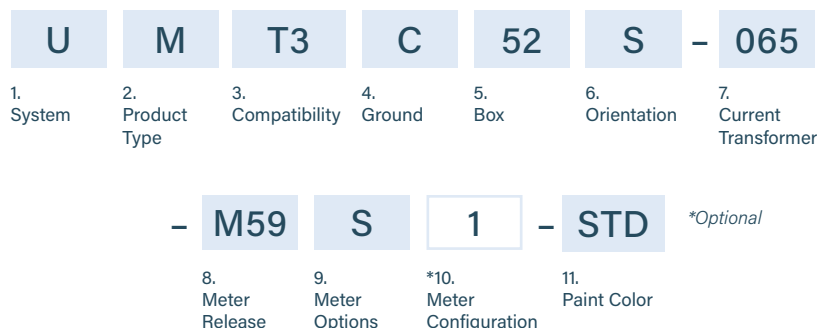 U M T3 C 52 S – 065
1. 2. 3. 4. 5. 6. 7.
System Product Compatibility Ground Box Orientation Current
Type Transformer
– M59 S 1 – STD *Optional
8. 9. *10. 11.
Meter Meter Meter Paint Color
Release Options Configuration